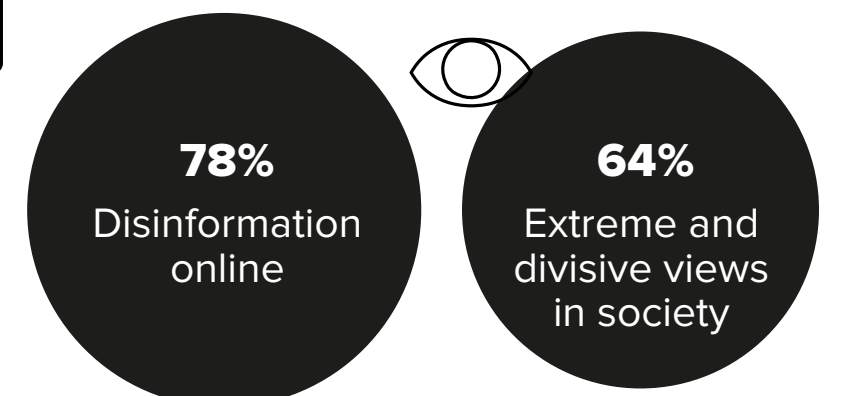 78%
Disinformation
online
64%
Extreme and
divisive views
in society